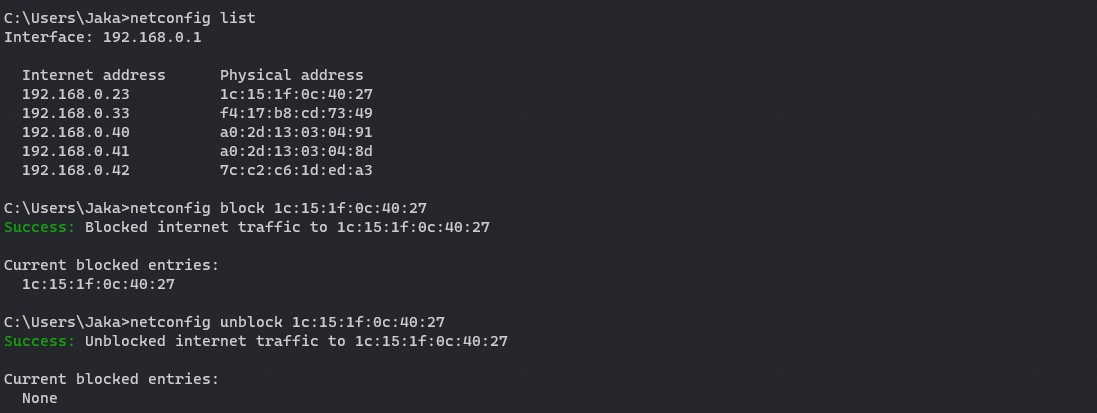 C:\Users\Jaka>netconfig list
Interface: 192.168.0.1
Internet address Physical address
192.168.0.23 1c:15:1f:0c:40:27
192.168.0.33 f4:17:b8:cd:73:49
192.168.0.40 a0:2d:13:03:04:91
192.168.0.41 a0:2d:13:03:04:8d
192.168.0.42 7c:c2:c6:1d:ed:a3
C:\Users\Jaka>netconfig block 1c:15:1f:0c:40:27
Success: Blocked internet traffic to 1c:15:1f:0c:40:27
Current blocked entries:
1c:15:1f:0c:40:27
C:\Users\Jaka>netconfig unblock 1c:15:1f:0c:40:27
Success: Unblocked internet traffic to 1c:15:1f:0c:40:27
Current blocked entries:
None